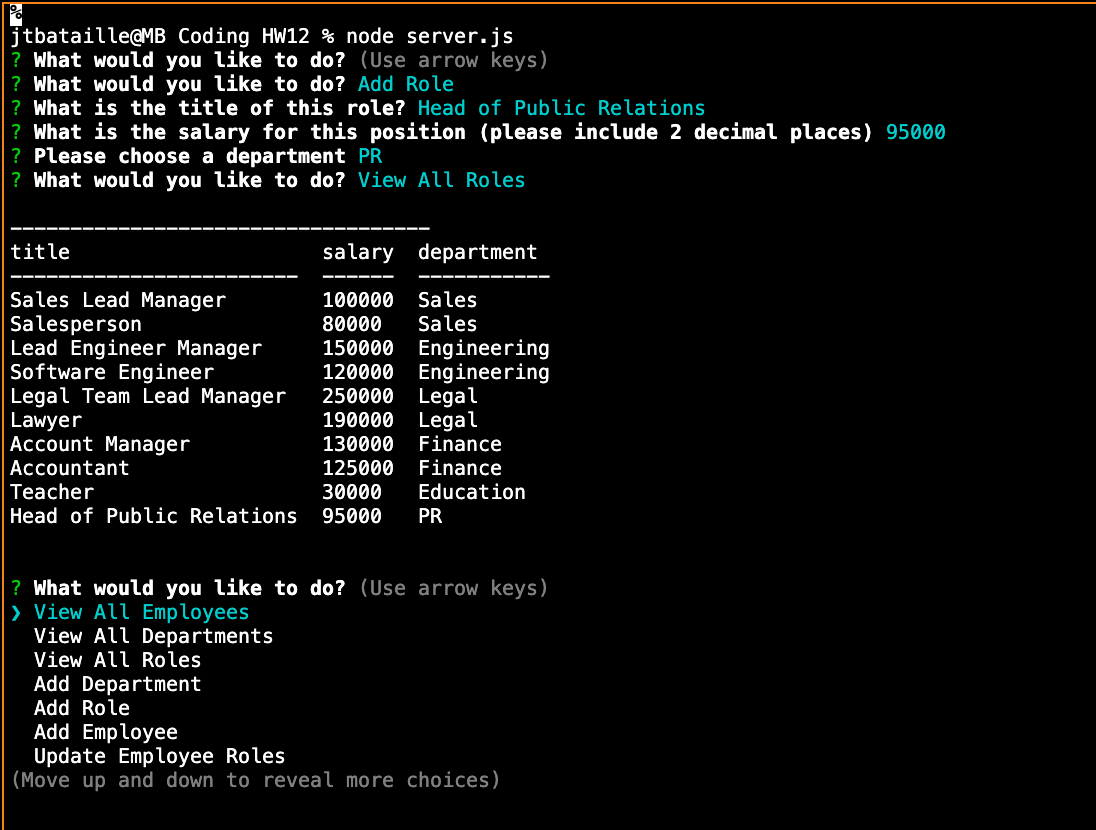 %
jtbataille@MB Coding HW12 % node server.js
? What would you like to do? (Use arrow keys)
? What would you like to do? Add Role
? What is the title of this role? Head of Public Relations
? What is the salary for this position (please include 2 decimal places) 95000
? Please choose a department PR
? What would you like to do? View All Roles
-----------------------------------
title                     salary  department
------------------------  ------  -----------
Sales Lead Manager        100000  Sales
Salesperson               80000   Sales
Lead Engineer Manager     150000  Engineering
Software Engineer         120000  Engineering
Legal Team Lead Manager   250000  Legal
Lawyer                    190000  Legal
Account Manager           130000  Finance
Accountant                125000  Finance
Teacher                   30000   Education
Head of Public Relations  95000   PR
? What would you like to do? (Use arrow keys)
❯ View All Employees
  View All Departments
  View All Roles
  Add Department
  Add Role
  Add Employee
  Update Employee Roles
(Move up and down to reveal more choices)